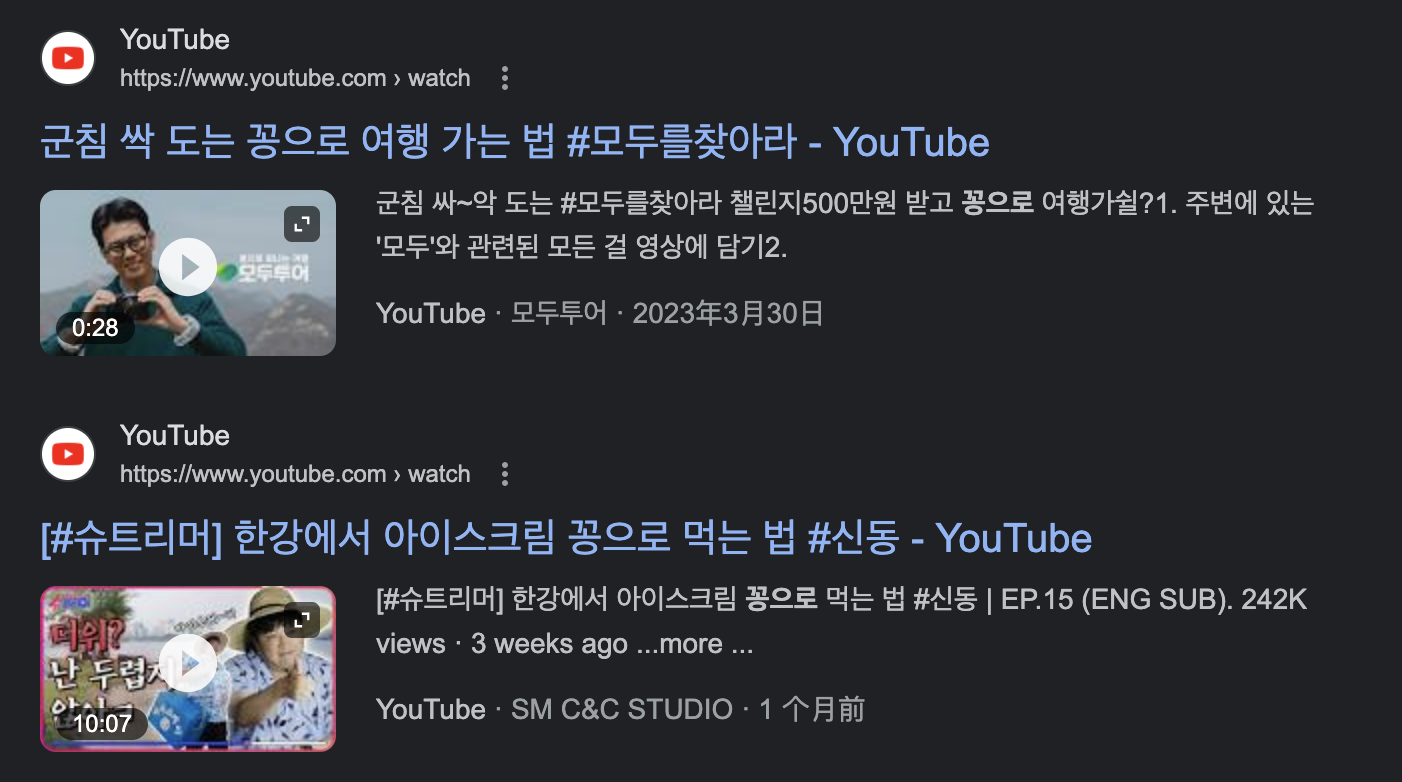 YouTube
https://www.youtube.com › watch
군침 싹 도는 꽁으로 여행 가는 법 #모두를찾아라 - YouTube
군침 싸~악 도는 #모두를찾아라 챌린지500만원 받고 꽁으로 여행가쉴?1. 주변에 있는
'모두'와 관련된 모든 걸 영상에 담기2.
모두투어
0:28
YouTube · 모두투어 · 2023年3月30日
YouTube
https://www.youtube.com › watch
[#슈트리머] 한강에서 아이스크림 꽁으로 먹는 법 #신동 - YouTube
[#슈트리머] 한강에서 아이스크림 꽁으로 먹는 법 #신동 | EP.15 (ENG SUB). 242K
views · 3 weeks ago ...more ...
더위?
난 두렵지
10:07
YouTube · SM C&C STUDIO · 1 个月前